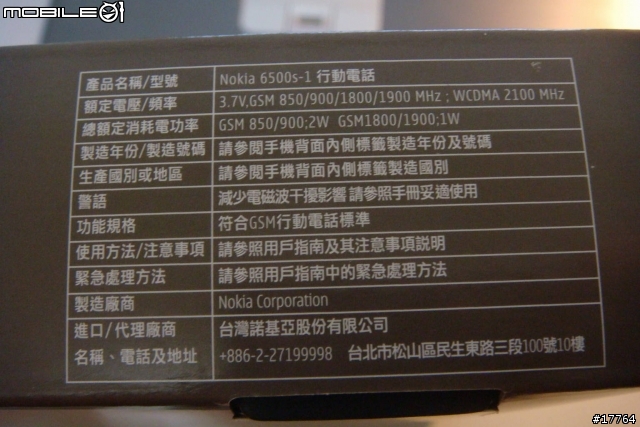 MOBILE01
產品名稱/型號 Nokia 6500s-1 行動電話
額定電壓/頻率 3.7V,GSM 850/900/1800/1900 MHz ; WCDMA 2100 MHz
總額定消耗電功率 GSM 850/900;2W GSM1800/1900;1W
製造年份/製造號碼 請參閱手機背面內側標籤製造年份及號碼
生產國別或地區 請參閱手機背面內側標籤製造國別
警語 減少電磁波干擾影響 請參照手冊妥適使用
功能規格 符合GSM行動電話標準
使用方法/注意事項 請參照用戶指南及其注意事項說明
緊急處理方法 請參照用戶指南中的緊急處理方法
製造廠商 Nokia Corporation
進口/代理廠商 台灣諾基亞股份有限公司
名稱、電話及地址 +886-2-27199998 台北市松山區民生東路三段100號10樓
#17764